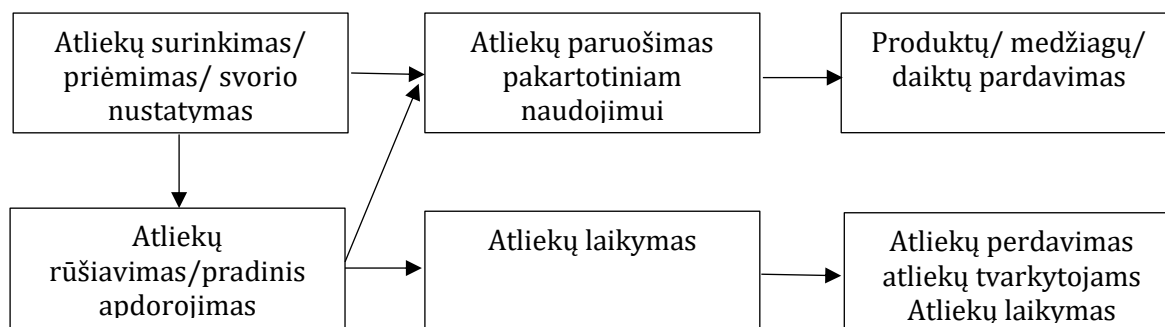 Atliekų surinkimas/
priėmimas/ svorio
nustatymas
Atliekų paruošimas
pakartotiniam
naudojimui
Produktų/ medžiagų/
daiktų pardavimas
Atliekų
rūšiavimas/pradinis
apdorojimas
Atliekų laikymas
Atliekų perdavimas
atliekų tvarkytojams
Atliekų laikymas